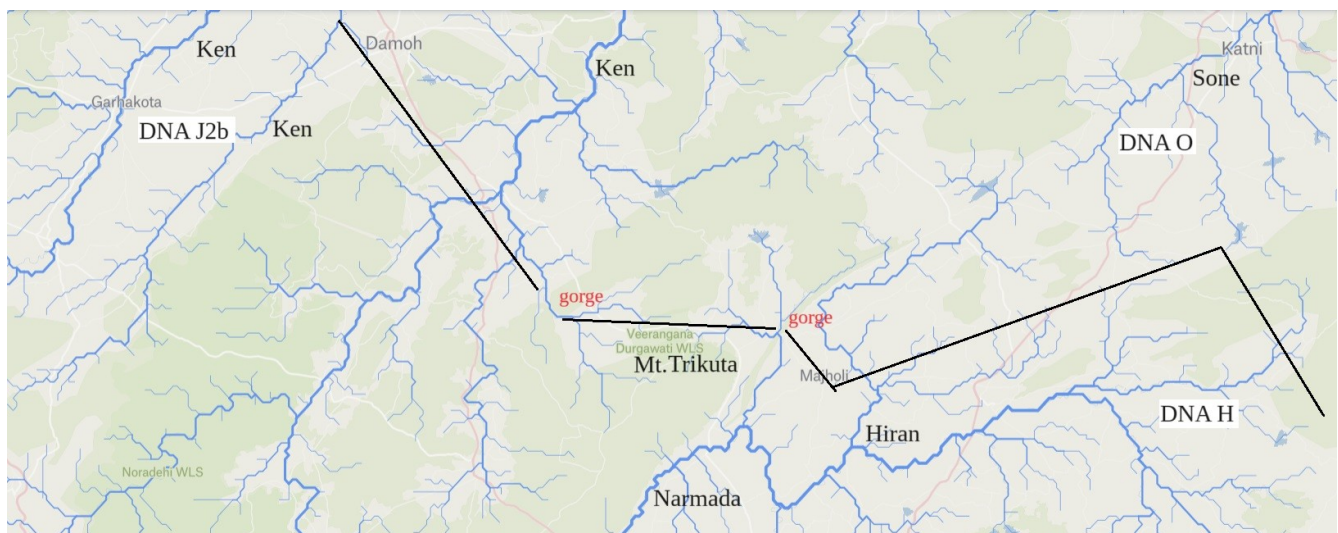 Ken
Damoh
Ken
Katni
Sone
Garhakota
DNA J2b
Ken
DNA O
gorge
gorge
Veerangana
Durgawati WLS
Mt.Trikuta
Majholi
DNA H
Hiran
Noradehi WLS
Narmada